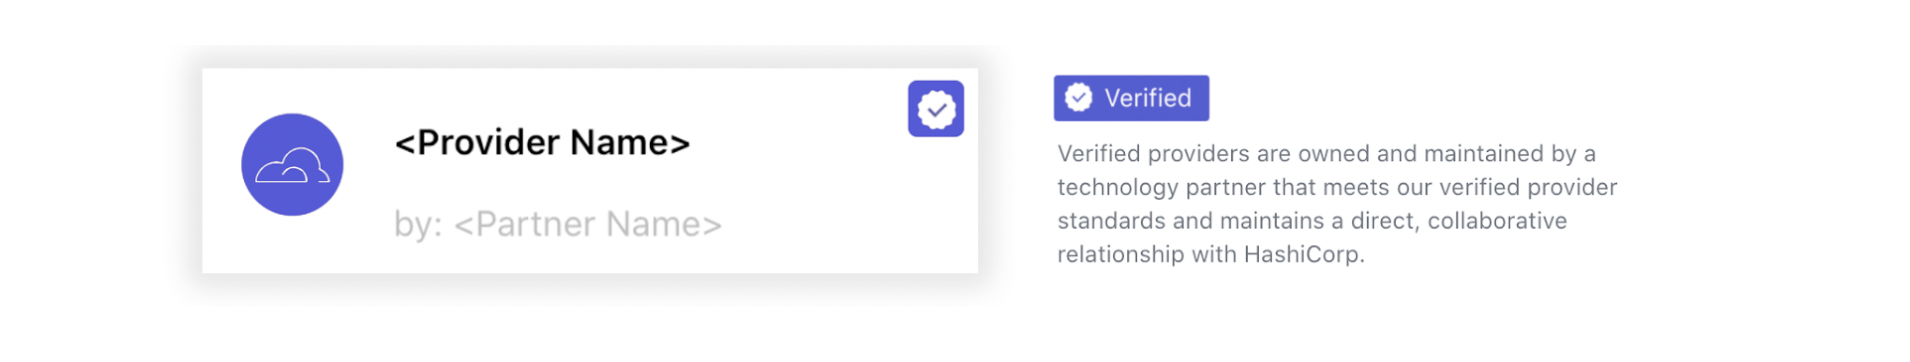 <Provider Name>
by: <Partner Name>
Verified
Verified providers are owned and maintained by a
technology partner that meets our verified provider
standards and maintains a direct, collaborative
relationship with HashiCorp.